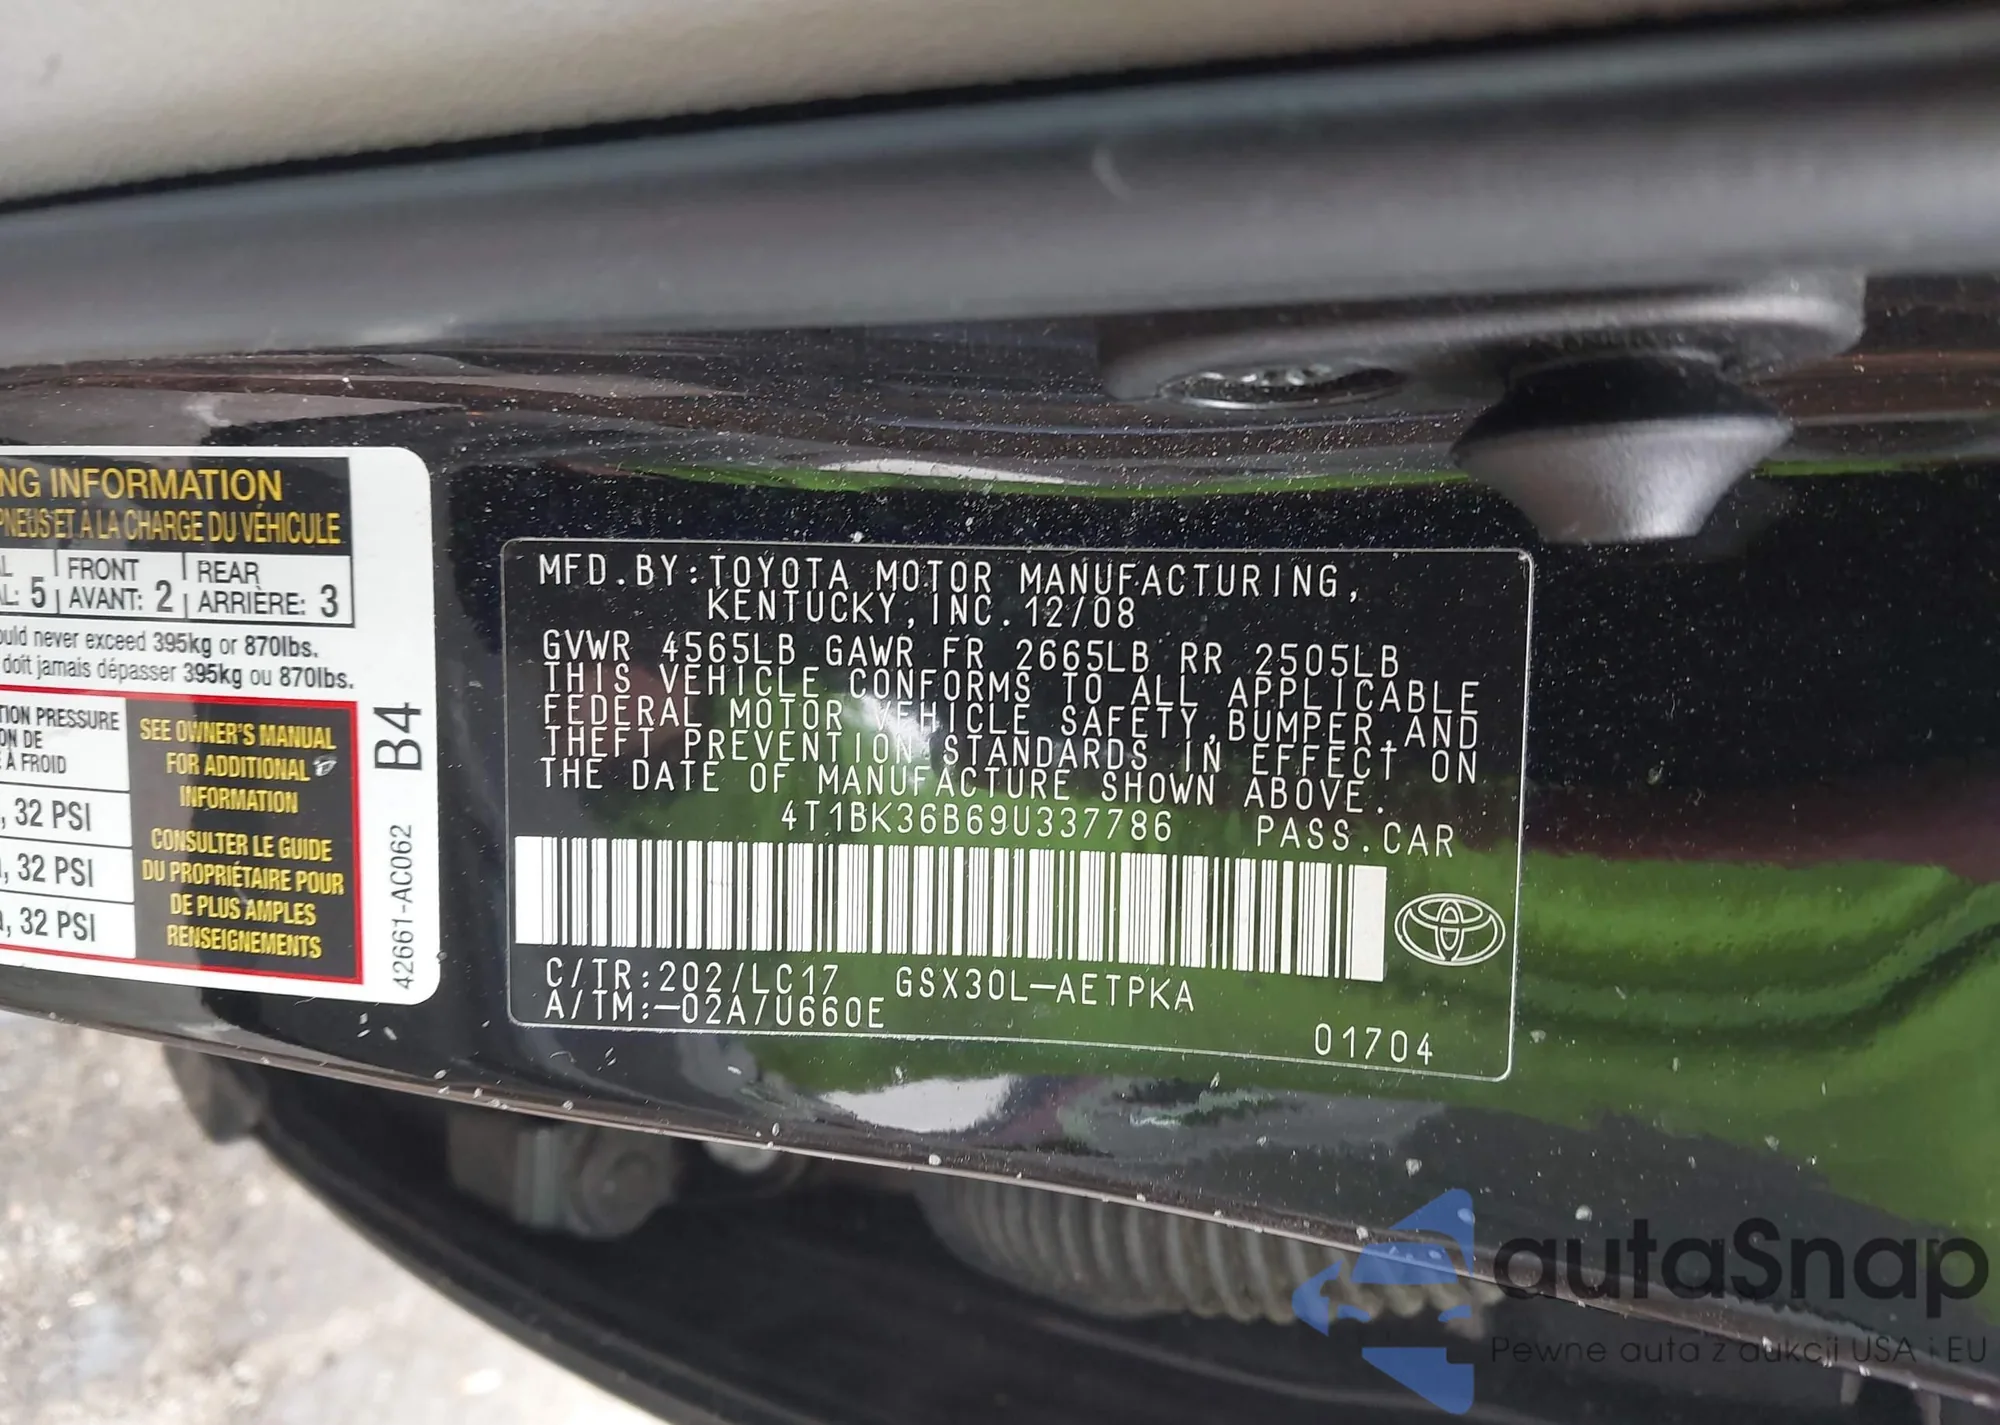 NG INFORMATION
PNEUS ET À LA CHARGE DU VÉHICULE
FRONT REAR
5 AVANT: 2 ARRIÈRE: 3
never exceed 395kg or 870lbs.
doit jamais dépasser 395kg ou 870lbs.
TION PRESSURE
ON DE
À FROID
, 32 PSI
, 32 PSI
, 32 PSI
SEE OWNER'S MANUAL
FOR ADDITIONAL
INFORMATION
CONSULTER LE GUIDE
DU PROPRIÉTAIRE POUR
DE PLUS AMPLES
RENSEIGNEMENTS
42661-AC062 B4
MFD.BY:TOYOTA MOTOR MANUFACTURING,
KENTUCKY,INC.12/08
GVWR 4565LB GAWR FR 2665LB RR 2505LB
THIS VEHICLE CONFORMS TO ALL APPLICABLE
FEDERAL MOTOR VEHICLE SAFETY,BUMPER,AND
THEFT PREVENTION STANDARDS IN EFFECT ON
THE DATE OF MANUFACTURE SHOWN ABOVE.
4T1BK36B69U337786 PASS.CAR
C/TR:202/LC17 GSX30L-AETPKA
A/TM:-02A/U660E
01704
autaSnap
Pewne auta z aukcji USA i EU